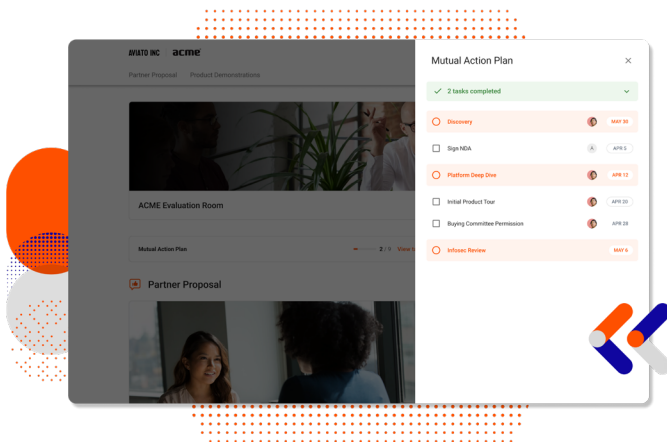 AVIATO INC acme
Partner Proposal Product Demonstrations
ACME Evaluation Room
Mutual Action Plan
2 / 9 View
Partner Proposal
Mutual Action Plan
2 tasks completed
Discovery MAY 30
Sign NDA A APR 5
Platform Deep Dive APR 12
Initial Product Tour APR 20
Buying Committee Permission APR 28
Infosec Review MAY 6